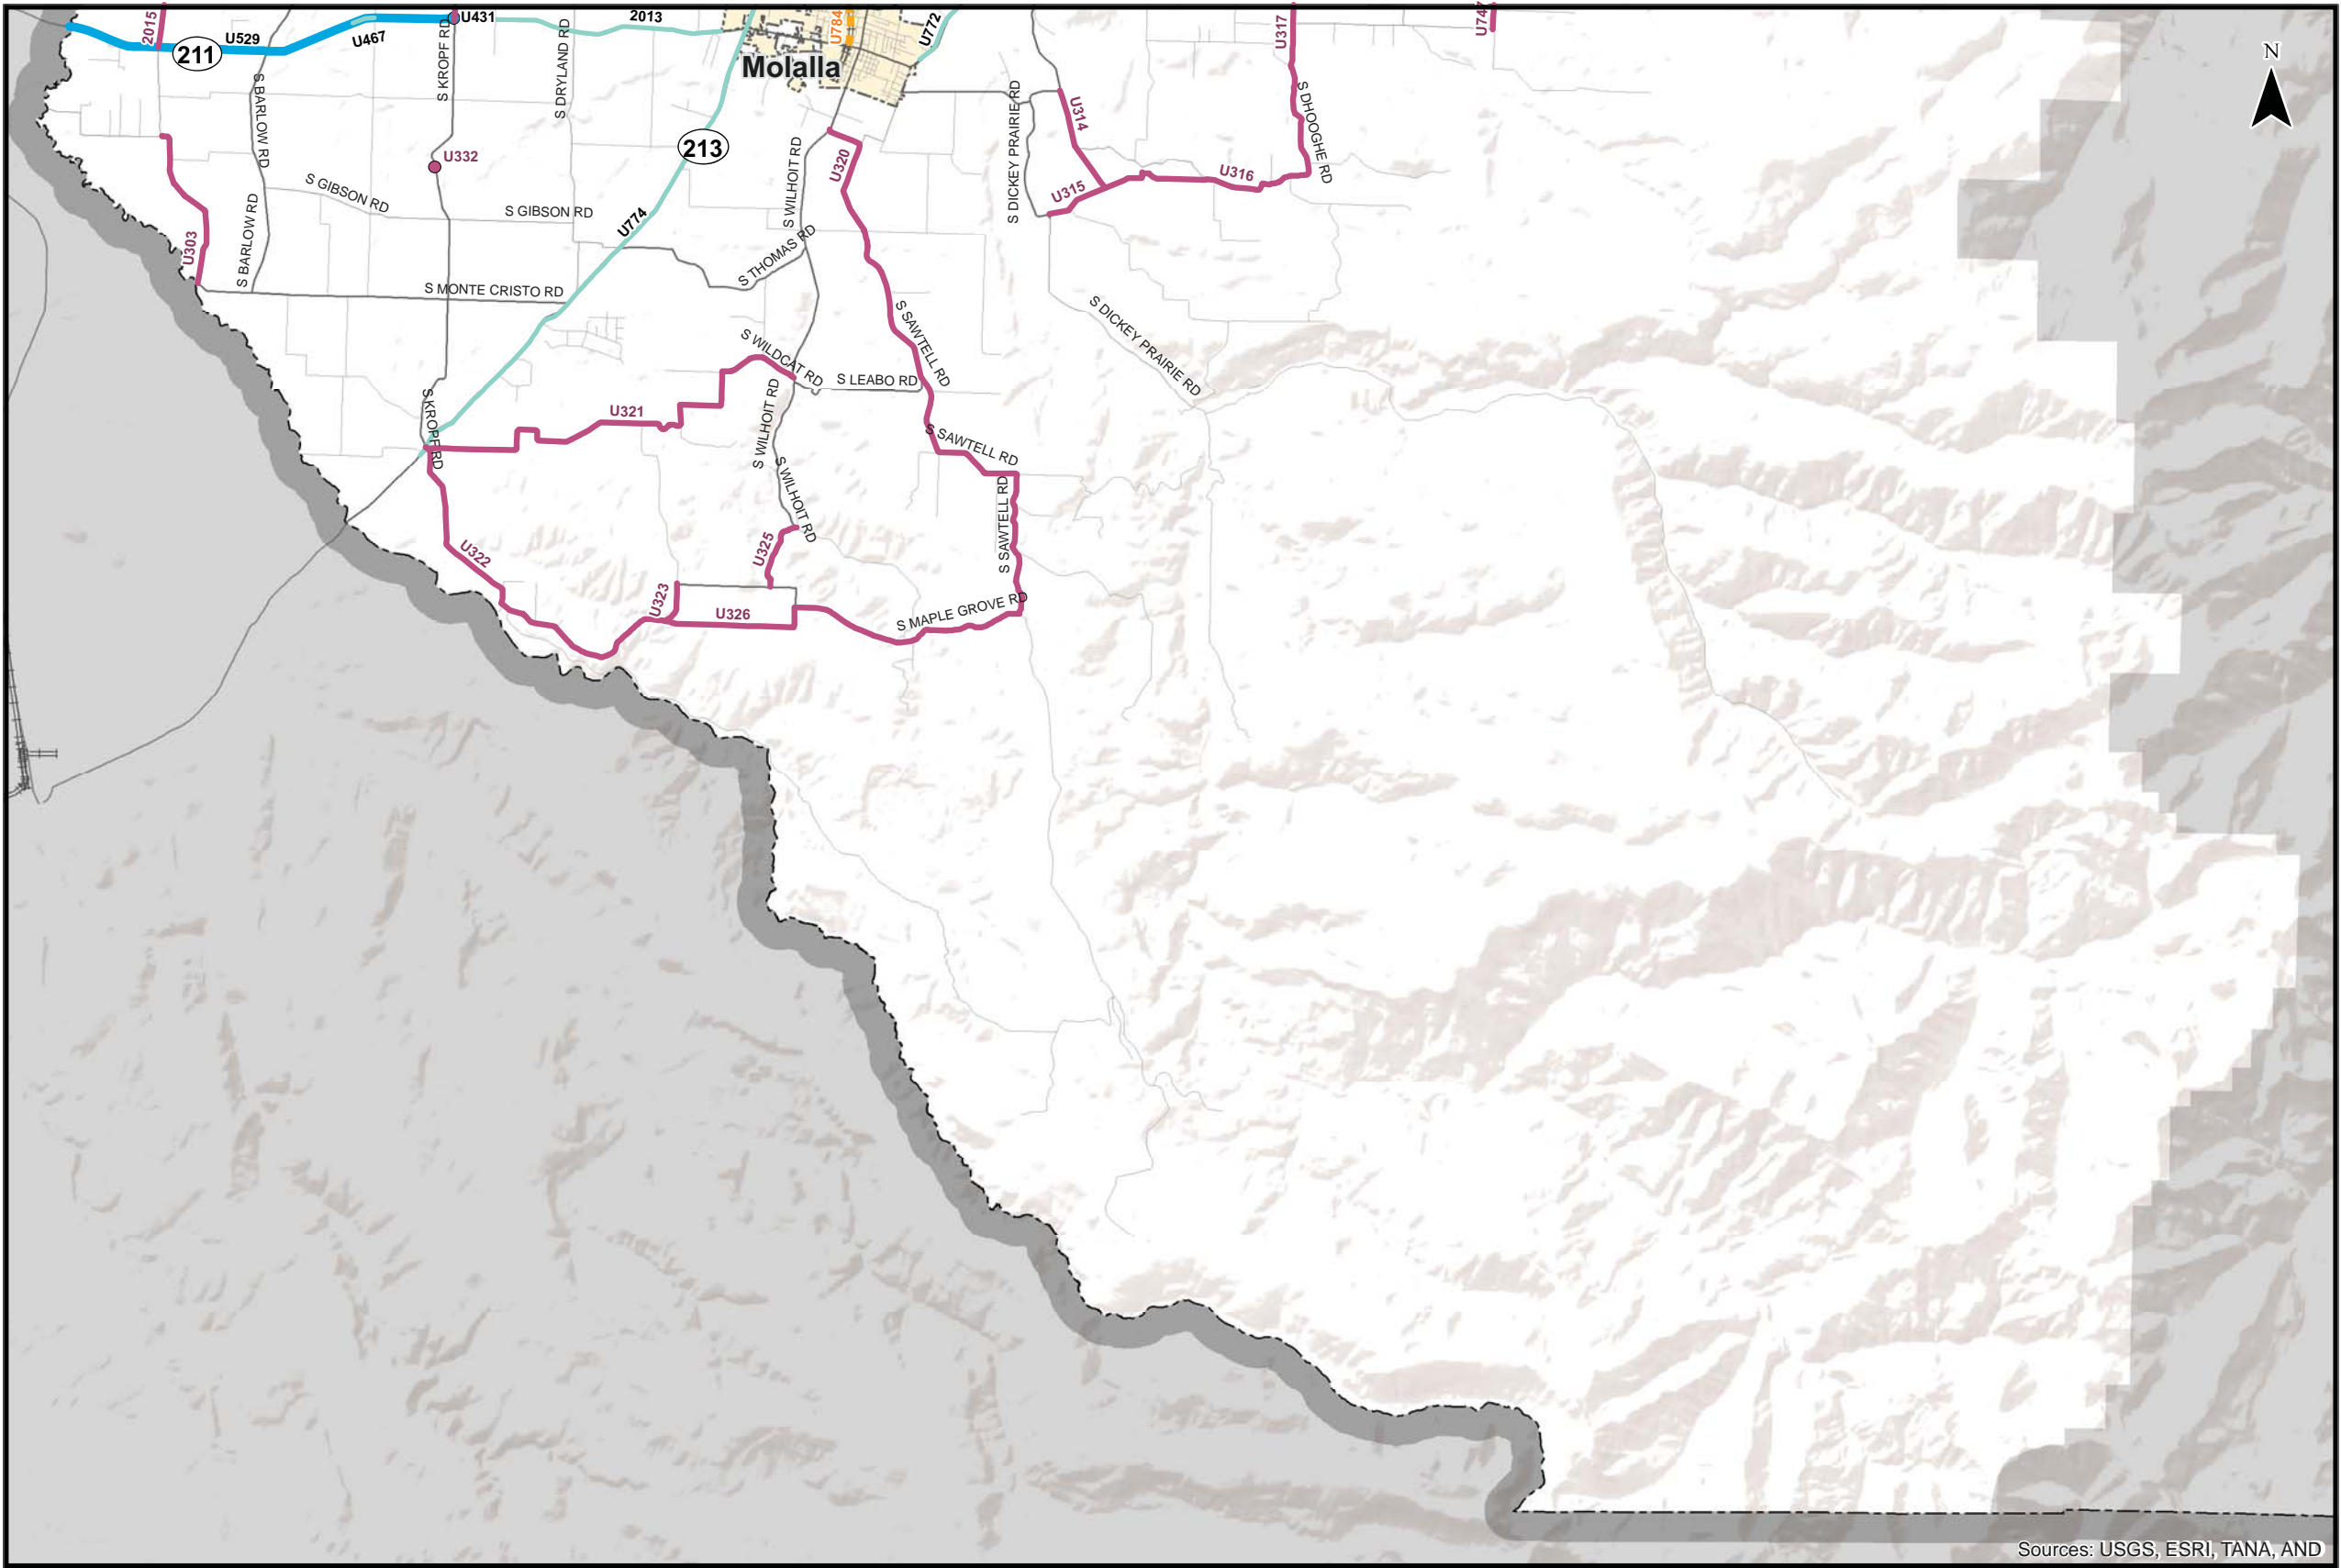 2015
211
U529
U467
U431
2013
U784
U772
Molalla
U317
U747
N
S KROPF RD
S DRYLAND RD
S BARLOW RD
U332
213
S WILHOIT RD
U320
S DICKEY PRAIRIE RD
U314
S DHOOGHE RD
U315
U316
S GIBSON RD
S GIBSON RD
U774
S BARLOW RD
U303
S THOMAS RD
S MONTE CRISTO RD
S SAWTELL RD
S DICKEY PRAIRIE RD
S WILDCAT RD
S LEABO RD
U321
S KROPF RD
S WILHOIT RD
S SAWTELL RD
S WILHOIT RD
S SAWTELL RD
U322
U325
U323
U326
S MAPLE GROVE RD
Sources: USGS, ESRI, TANA, AND